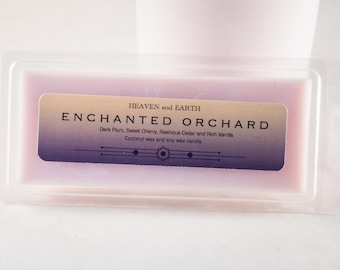 HEAVEN and EARTH
ENCHANTED ORCHARD
Dark Plum, Sweet Cherry, Resinous Cedar and Rich Vanilla.
Coconut wax and soy wax candle